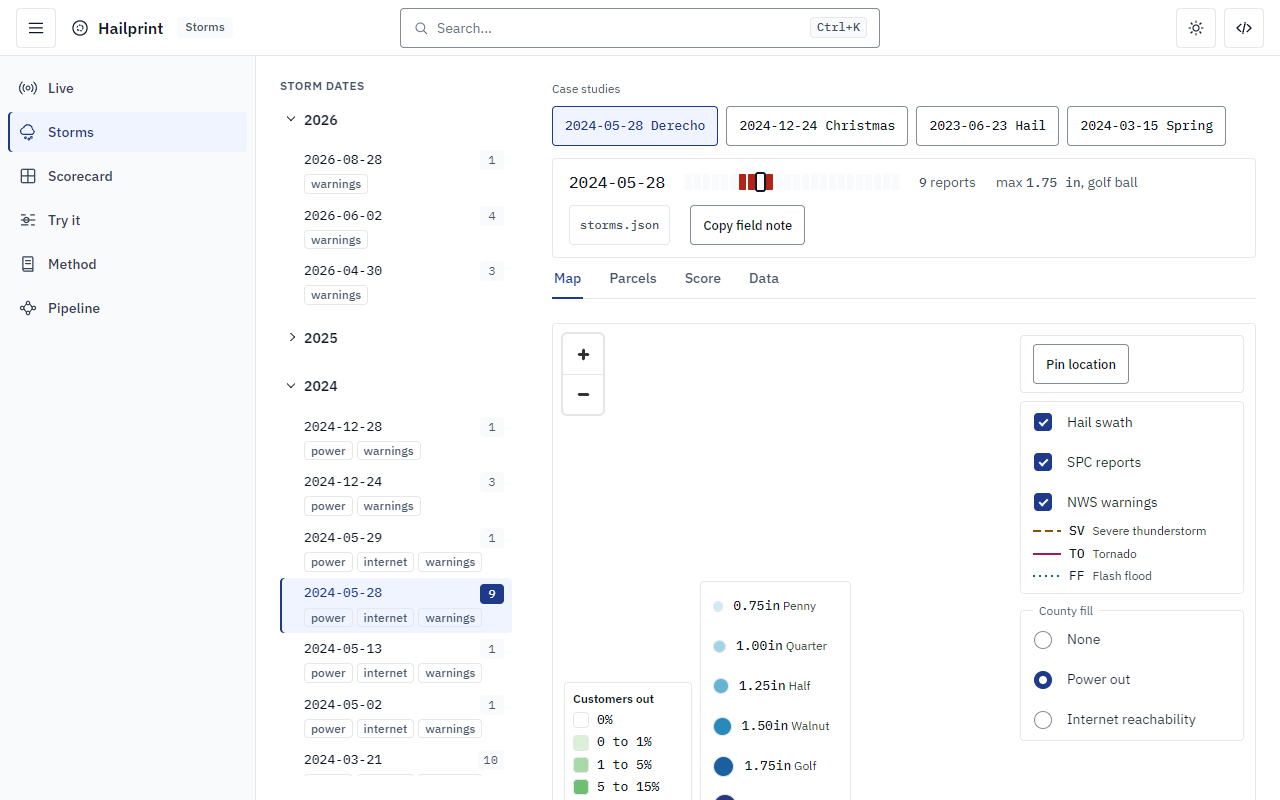 Hailprint
Storms
Search...
Ctrl+K
Live
Storms
Scorecard
Try it
Method
Pipeline
STORM DATES
2026
2026-08-28 1
warnings
2026-06-02 4
warnings
2026-04-30 3
warnings
2025
2024
2024-12-28 1
power warnings
2024-12-24 3
power warnings
2024-05-29 1
power internet warnings
2024-05-28 9
power internet warnings
2024-05-13 1
power internet warnings
2024-05-02 1
power internet warnings
2024-03-21 10
Case studies
2024-05-28 Derecho
2024-12-24 Christmas
2023-06-23 Hail
2024-03-15 Spring
2024-05-28
9 reports
max 1.75 in, golf ball
storms.json
Copy field note
Map
Parcels
Score
Data
+
−
Pin location
Hail swath
SPC reports
NWS warnings
SV Severe thunderstorm
TO Tornado
FF Flash flood
County fill
None
Power out
Internet reachability
Customers out
0%
0 to 1%
1 to 5%
5 to 15%
0.75in Penny
1.00in Quarter
1.25in Half
1.50in Walnut
1.75in Golf